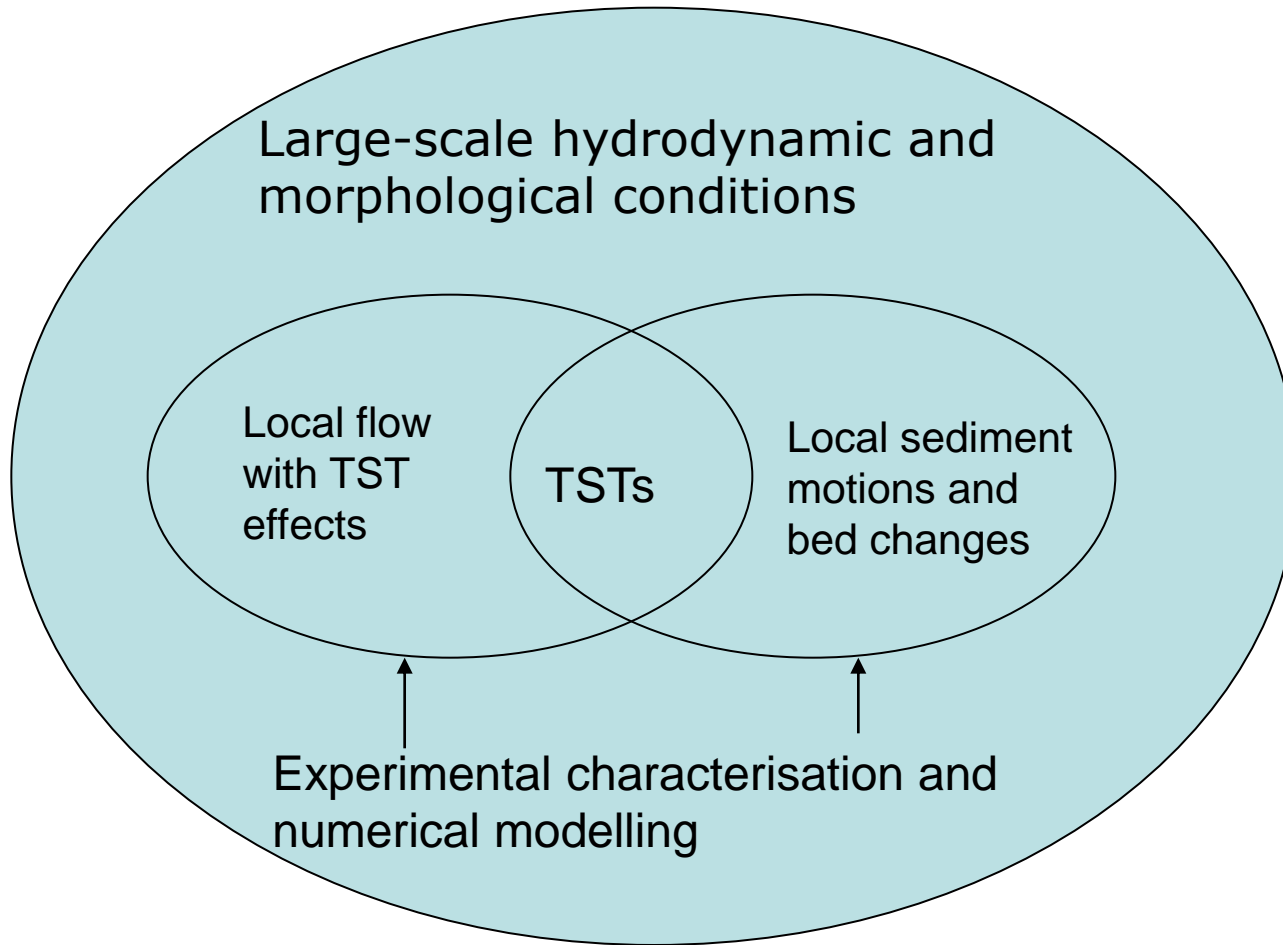 Large-scale hydrodynamic and
morphological conditions
Local flow
with TST
effects
TSTs
Local sediment
motions and
bed changes
Experimental characterisation and
numerical modelling